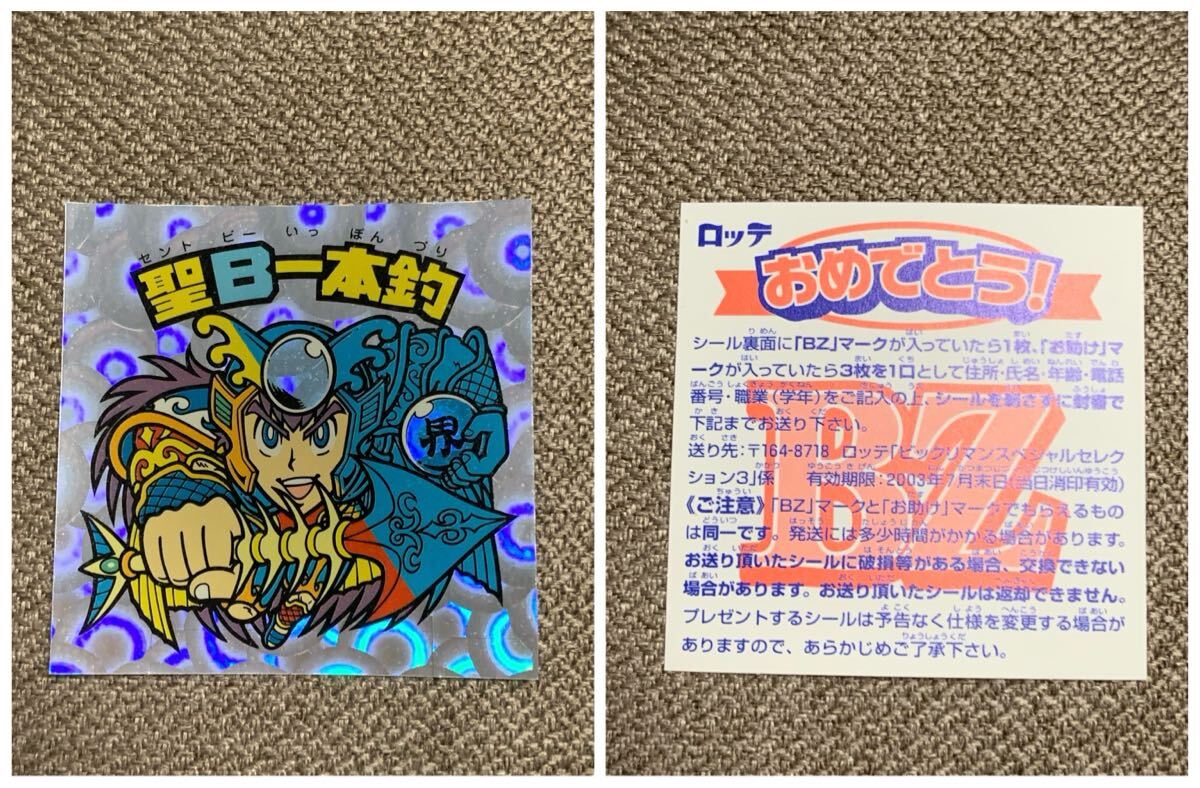 セント ビー いっ ぽん づり
聖B一本釣
界
ロッテ
おめでとう!
シール裏面に「BZ」マークが入っていたら1枚、「お助け」マ
ークが入っていたら3枚を1口として住所・氏名・年齢・電話
番号・職業(学年)をご記入の上、シールを剥さずに封書で
下記までお送り下さい。
送り先:〒164-8718 ロッテ「ビックリマンスペシャルセレク
ション3」係 有効期限:2003年7月末日(当日消印有効)
《ご注意》「BZ」マークと「お助け」マークでもらえるもの
は同一です。発送には多少時間がかかる場合があります。
お送り頂いたシールに破損等がある場合、交換できない
場合があります。お送り頂いたシールは返却できません。
プレゼントするシールは予告なく仕様を変更する場合が
ありますので、あらかじめご了承下さい。
BZ